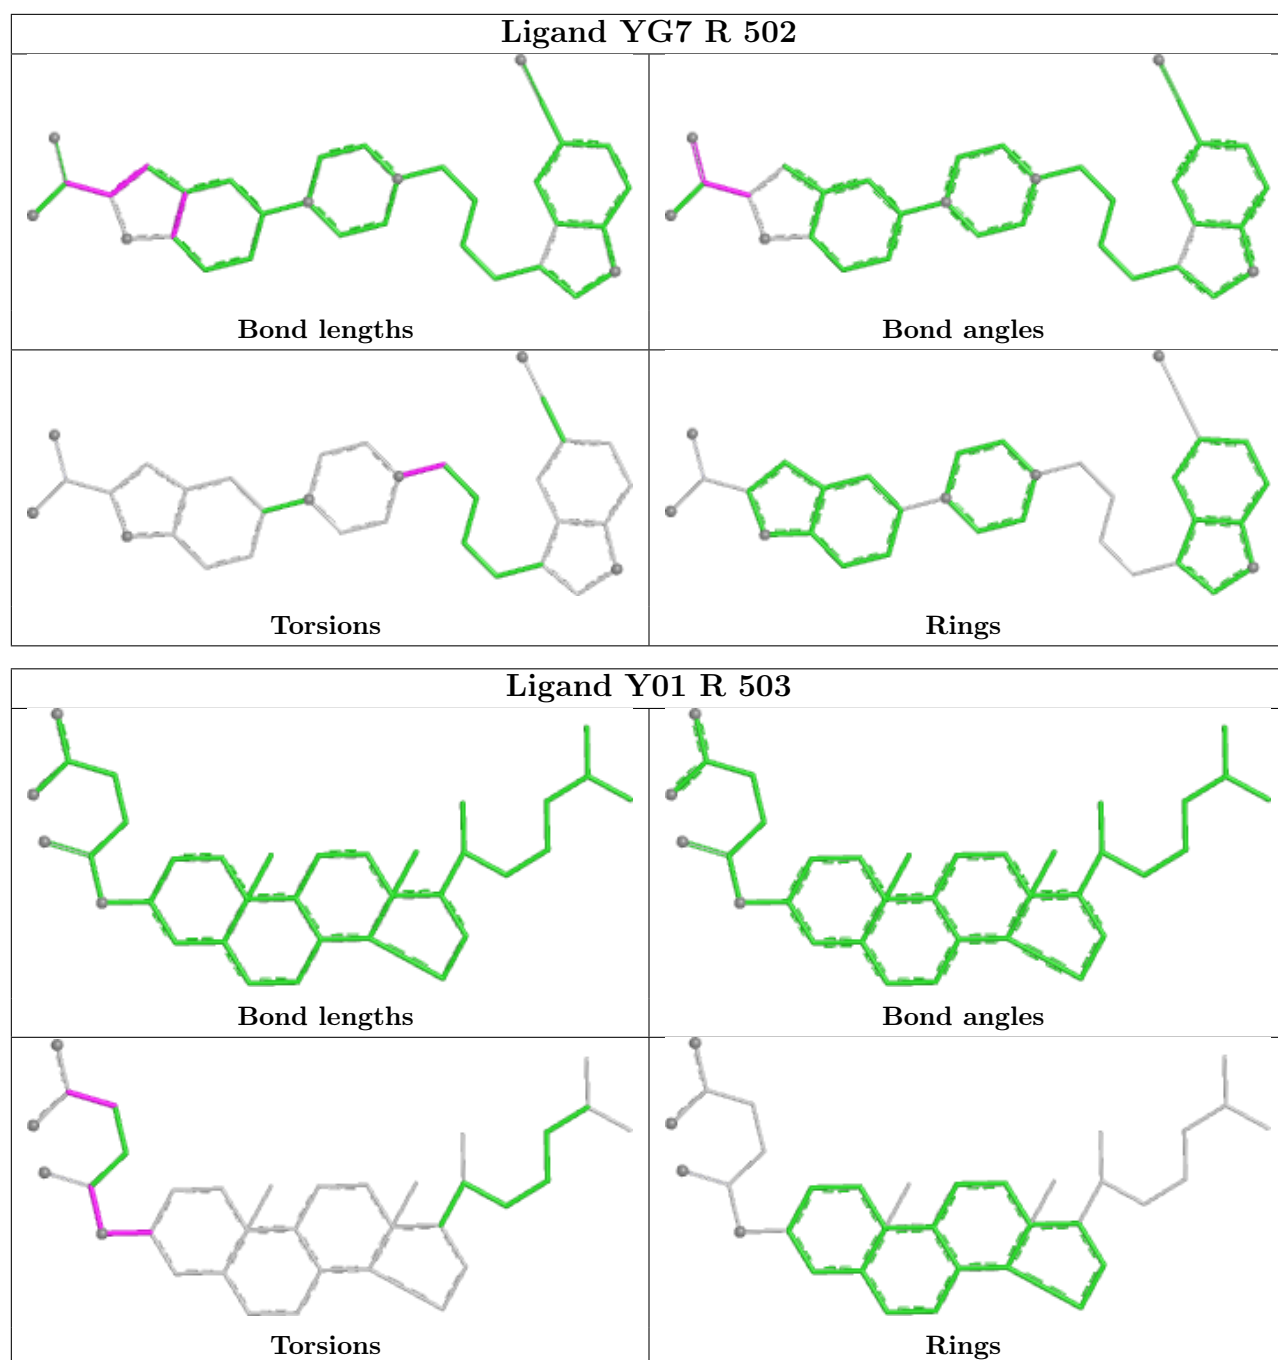 Ligand YG7 R 502
Bond lengths
Bond angles
Torsions
Rings
Ligand Y01 R 503
Bond lengths
Bond angles
Torsions
Rings